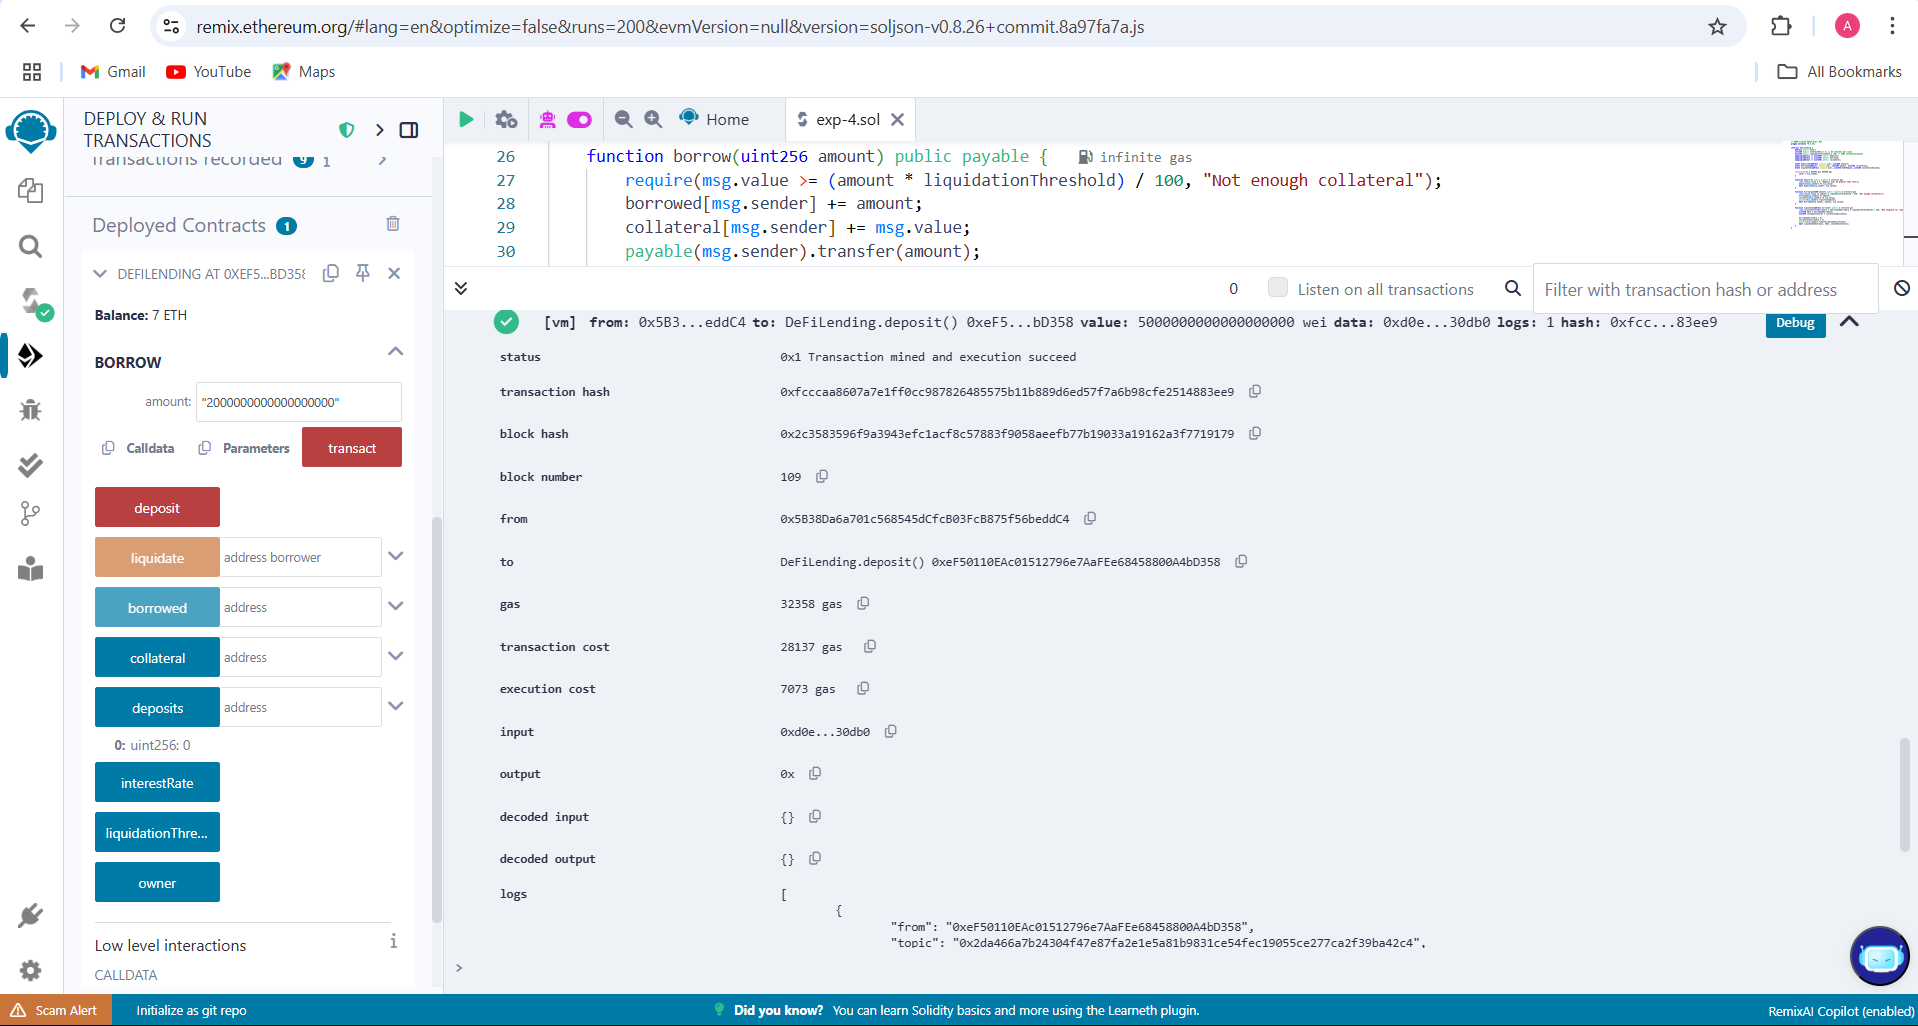 remix.ethereum.org/#lang=en&optimize=false&runs=200&evmVersion=null&version=soljson-v0.8.26+commit.8a97fa7a.js
A
Gmail
YouTube
Maps
All Bookmarks
DEPLOY & RUN
TRANSACTIONS
Transactions recorded 9 i
Deployed Contracts 1
DEFILENDING AT 0XEF5...BD358
Balance: 7 ETH
BORROW
amount: "2000000000000000000"
Calldata Parameters transact
deposit
liquidate address borrower
borrowed address
collateral address
deposits address
0: uint256: 0
interestRate
liquidationThre...
owner
Low level interactions i
CALLDATA
Home
exp-4.sol
26 function borrow(uint256 amount) public payable { infinite gas
27 require(msg.value >= (amount * liquidationThreshold) / 100, "Not enough collateral");
28 borrowed[msg.sender] += amount;
29 collateral[msg.sender] += msg.value;
30 payable(msg.sender).transfer(amount);
0 Listen on all transactions Filter with transaction hash or address
[vm] from: 0x5B3...eddC4 to: DeFiLending.deposit() 0xeF5...bD358 value: 5000000000000000000 wei data: 0xd0e...30db0 logs: 1 hash: 0xfcc...83ee9 Debug
status 0x1 Transaction mined and execution succeed
transaction hash 0xfcccaa8607a7e1ff0cc987826485575b11b889d6ed57f7a6b98cfe2514883ee9
block hash 0x2c3583596f9a3943efc1acf8c57883f9058aeefb77b19033a19162a3f7719179
block number 109
from 0x5B38Da6a701c568545dCfcB03FcB875f56beddC4
to DeFiLending.deposit() 0xeF50110EAc01512796e7AaFEe68458800A4bD358
gas 32358 gas
transaction cost 28137 gas
execution cost 7073 gas
input 0xd0e...30db0
output 0x
decoded input {}
decoded output {}
logs [
{
"from": "0xeF50110EAc01512796e7AaFEe68458800A4bD358",
"topic": "0x2da466a7b24304f47e87fa2e1e5a81b9831ce54fec19055ce277ca2f39ba42c4",
>
Scam Alert
Initialize as git repo
Did you know? You can learn Solidity basics and more using the Learneth plugin.
RemixAI Copilot (enabled)